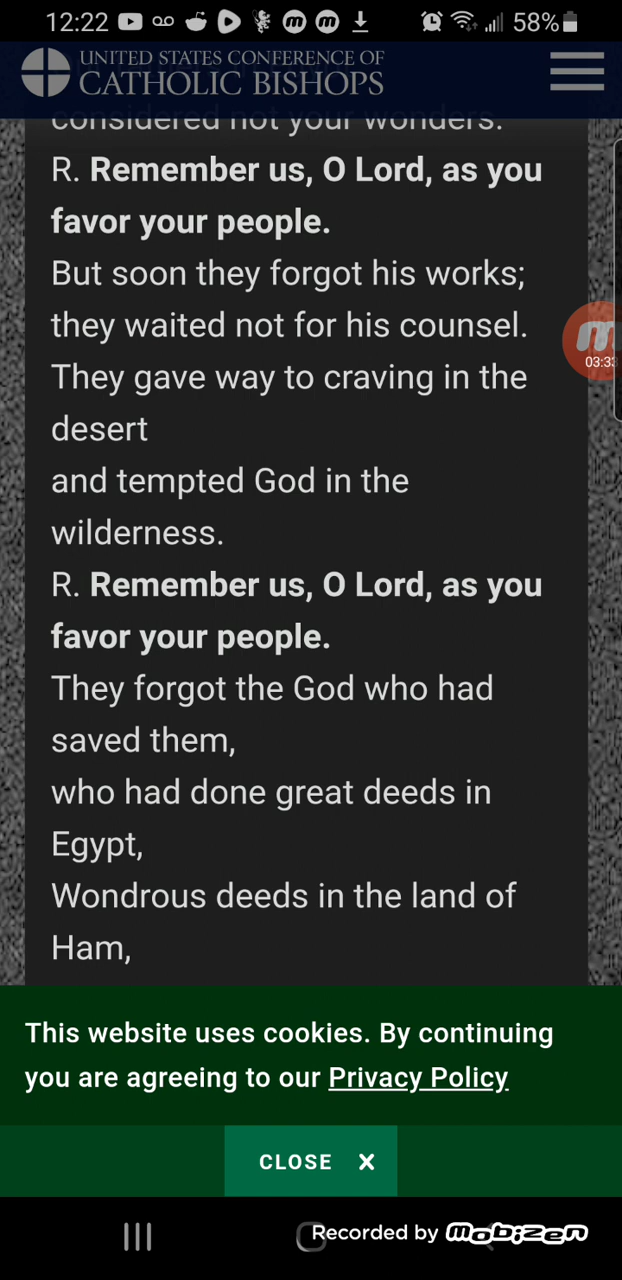 12:22
58%
UNITED STATES CONFERENCE OF
CATHOLIC BISHOPS
considered not your wonders.
R. Remember us, O Lord, as you
favor your people.
But soon they forgot his works;
they waited not for his counsel.
They gave way to craving in the
desert
and tempted God in the
wilderness.
R. Remember us, O Lord, as you
favor your people.
They forgot the God who had
saved them,
who had done great deeds in
Egypt,
Wondrous deeds in the land of
Ham,
03:33
This website uses cookies. By continuing
you are agreeing to our Privacy Policy
CLOSE X
Recorded by mobizen